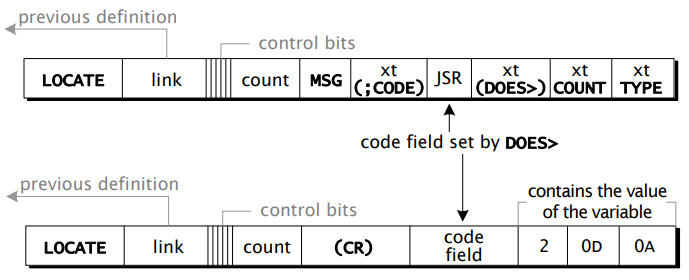 previous definition
control bits
LOCATE link count MSG xt (;CODE) JSR xt (DOES>) xt COUNT xt TYPE
code field set by DOES>
previous definition
control bits
contains the value
of the variable
LOCATE link count (CR) code field 2 0D 0A